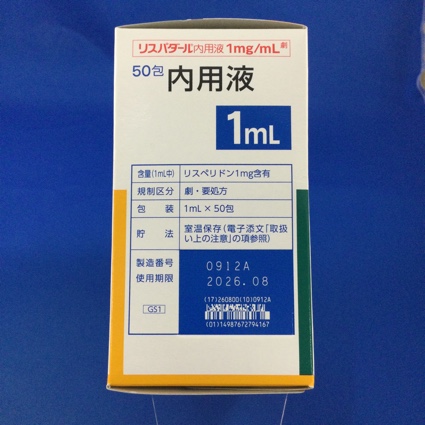 リスパダール内用液 1mg/mL 劇
50包 内用液
1mL
含量(1mL中) リスペリドン1mg含有
規制区分 劇・要処方
包装 1mL×50包
貯法 室温保存(電子添文「取扱
い上の注意」の項参照)
製造番号 0912A
使用期限 2026.08
(17)260800(10)0912A
GS1
(01)14987672794167